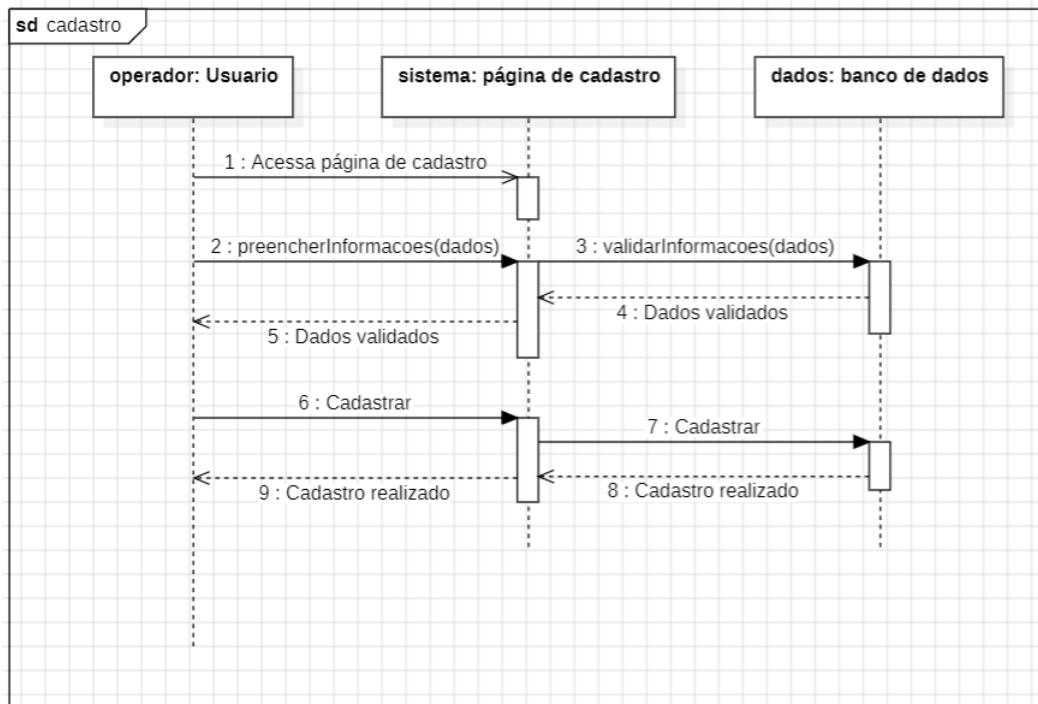 sd cadastro
operador: Usuario
sistema: página de cadastro
dados: banco de dados
1 : Acessa página de cadastro
2 : preencherInformacoes(dados)
3 : validarInformacoes(dados)
4 : Dados validados
5 : Dados validados
6 : Cadastrar
7 : Cadastrar
8 : Cadastro realizado
9 : Cadastro realizado